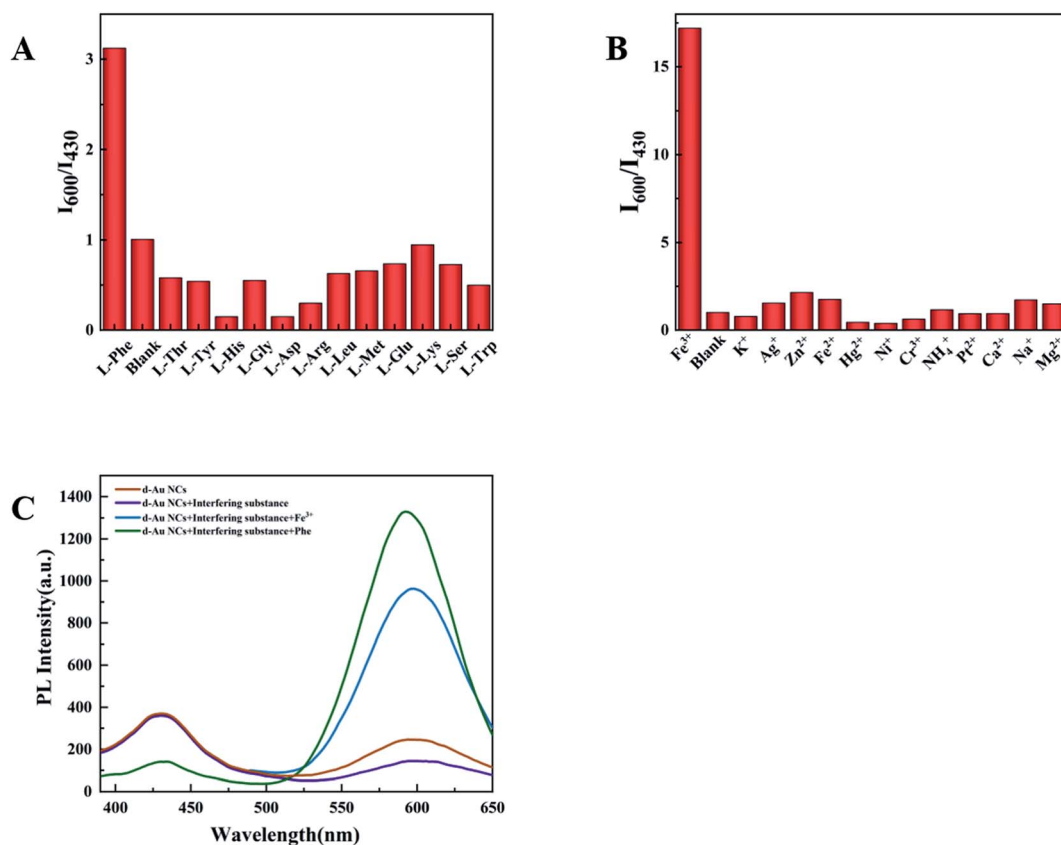 A
I600/I430
3
2
1
0
L-Phe
Blank
L-Thr
L-Tyr
L-His
L-Gly
L-Asp
L-Arg
L-Leu
L-Met
L-Glu
L-Lys
L-Ser
L-Trp
B
I600/I430
15
10
5
0
Fe³⁺
Blank
K⁺
Ag⁺
Zn²⁺
Fe²⁺
Hg²⁺
Ni⁺
Cr³⁺
NH₄⁺
Pt²⁺
Ca²⁺
Na⁺
Mg²⁺
C
PL Intensity(a.u.)
1400
1200
1000
800
600
400
200
0
d-Au NCs
d-Au NCs+Interfering substance
d-Au NCs+Interfering substance+Fe³⁺
d-Au NCs+Interfering substance+Phe
400 450 500 550 600 650
Wavelength(nm)